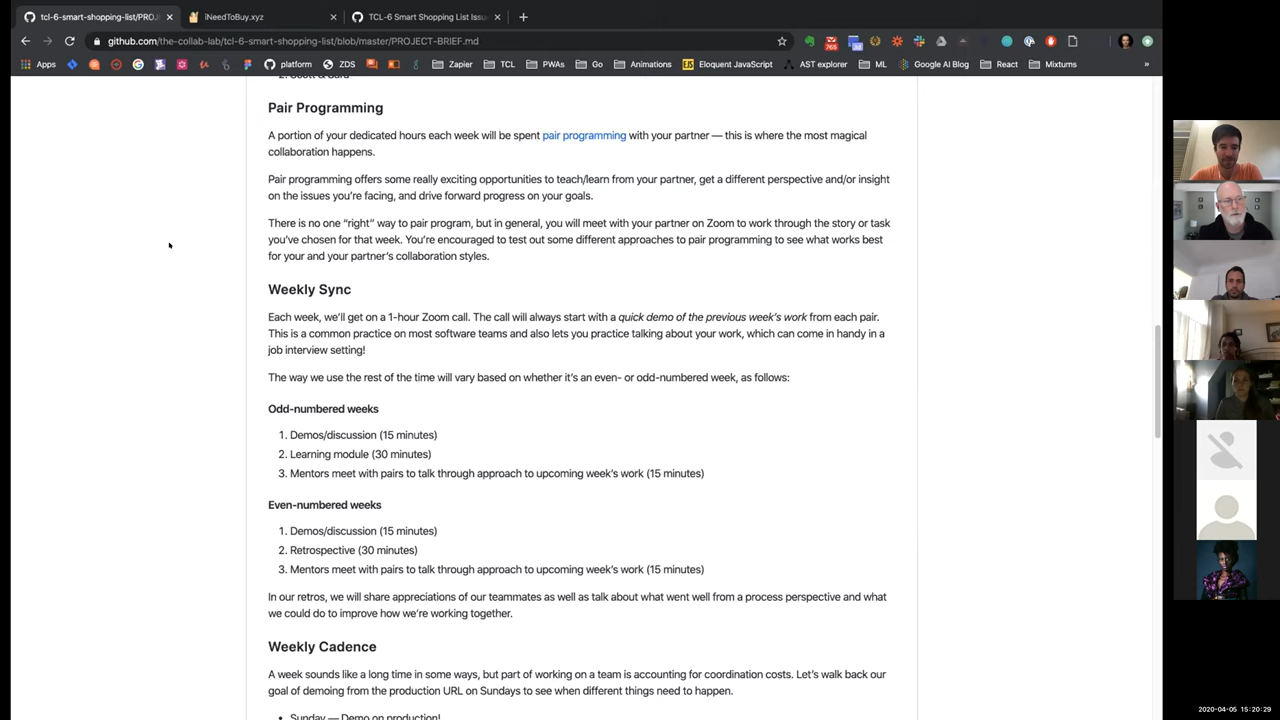 tcl-6-smart-shopping-list/PROJ
iNeedToBuy.xyz
TCL-6 Smart Shopping List Issu
github.com/the-collab-lab/tcl-6-smart-shopping-list/blob/master/PROJECT-BRIEF.md
Apps
platform
ZDS
Zapier
TCL
PWAs
Go
Animations
EJS
Eloquent JavaScript
AST explorer
ML
Google AI Blog
React
Mixtums
»
2. Scott & Sara
Pair Programming
A portion of your dedicated hours each week will be spent pair programming with your partner — this is where the most magical
collaboration happens.
Pair programming offers some really exciting opportunities to teach/learn from your partner, get a different perspective and/or insight
on the issues you’re facing, and drive forward progress on your goals.
There is no one “right” way to pair program, but in general, you will meet with your partner on Zoom to work through the story or task
you’ve chosen for that week. You’re encouraged to test out some different approaches to pair programming to see what works best
for your and your partner’s collaboration styles.
Weekly Sync
Each week, we’ll get on a 1-hour Zoom call. The call will always start with a quick demo of the previous week’s work from each pair.
This is a common practice on most software teams and also lets you practice talking about your work, which can come in handy in a
job interview setting!
The way we use the rest of the time will vary based on whether it’s an even- or odd-numbered week, as follows:
Odd-numbered weeks
1. Demos/discussion (15 minutes)
2. Learning module (30 minutes)
3. Mentors meet with pairs to talk through approach to upcoming week’s work (15 minutes)
Even-numbered weeks
1. Demos/discussion (15 minutes)
2. Retrospective (30 minutes)
3. Mentors meet with pairs to talk through approach to upcoming week’s work (15 minutes)
In our retros, we will share appreciations of our teammates as well as talk about what went well from a process perspective and what
we could do to improve how we’re working together.
Weekly Cadence
A week sounds like a long time in some ways, but part of working on a team is accounting for coordination costs. Let’s walk back our
goal of demoing from the production URL on Sundays to see when different things need to happen.
• Sunday — Demo on production!
2020-04-05 15:20:29